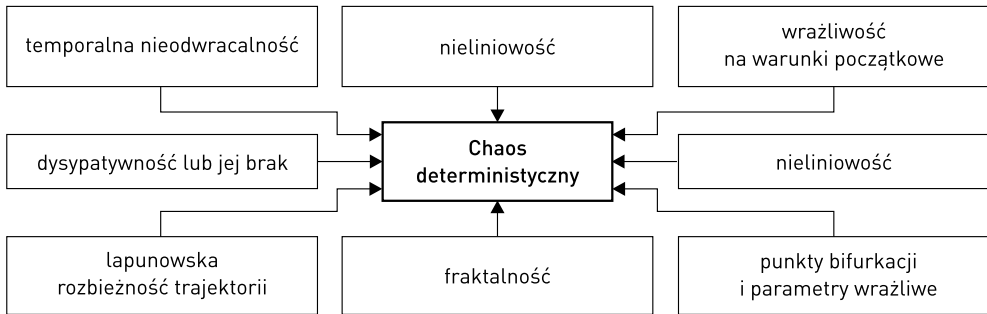 temporalna nieodwracalność
nieliniowość
wrażliwość
na warunki początkowe
dysypatywność lub jej brak
Chaos
deterministyczny
nieliniowość
lapunowska
rozbieżność trajektorii
fraktalność
punkty bifurkacji
i parametry wrażliwe